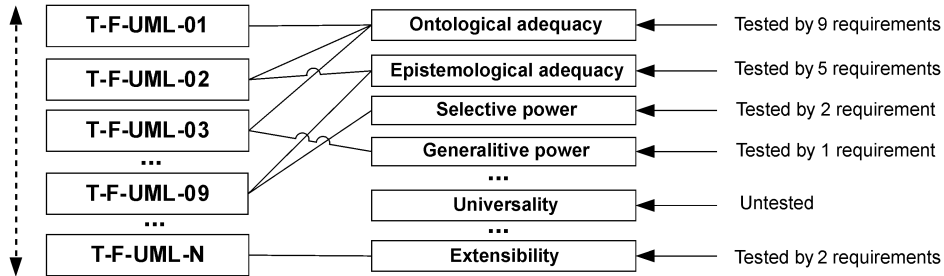 T-F-UML-01
Ontological adequacy
Tested by 9 requirements
T-F-UML-02
Epistemological adequacy
Tested by 5 requirements
T-F-UML-03
Selective power
Tested by 2 requirement
...
Generalitive power
Tested by 1 requirement
...
T-F-UML-09
Universality
Untested
...
...
T-F-UML-N
Extensibility
Tested by 2 requirements